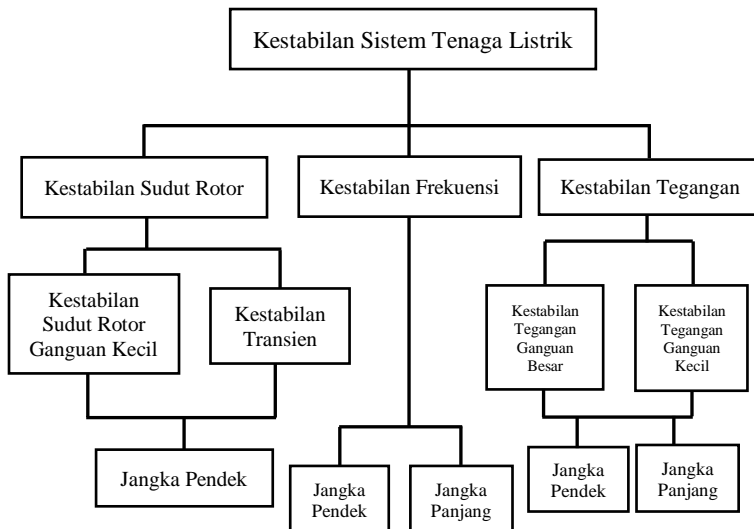 Kestabilan Sistem Tenaga Listrik
Kestabilan Sudut Rotor
Kestabilan Frekuensi
Kestabilan Tegangan
Kestabilan
Sudut Rotor
Ganguan Kecil
Kestabilan
Transien
Kestabilan
Tegangan
Ganguan
Besar
Kestabilan
Tegangan
Ganguan
Kecil
Jangka Pendek
Jangka
Pendek
Jangka
Panjang
Jangka
Pendek
Jangka
Panjang